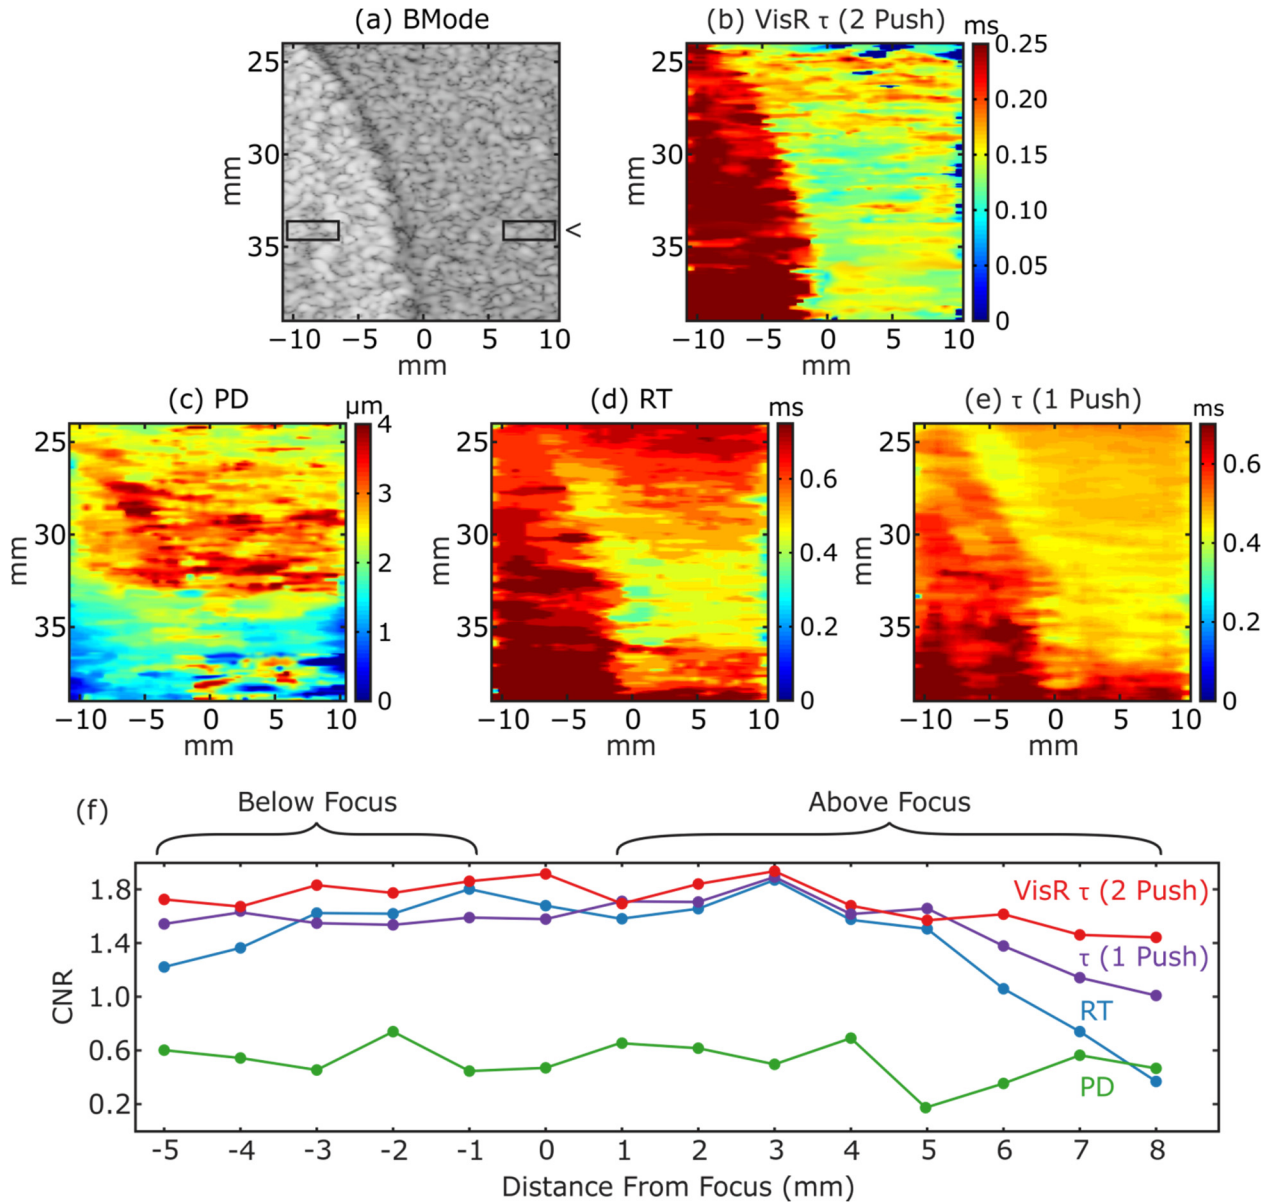 (a) BMode
(b) VisR τ (2 Push)
ms
25
30
35
mm
−10 −5 0 5 10
mm
<
25
30
35
mm
−10 −5 0 5 10
mm
0.25
0.20
0.15
0.10
0.05
0
(c) PD
µm
(d) RT
ms
(e) τ (1 Push)
ms
25
30
35
mm
−10 −5 0 5 10
mm
4
3
2
1
0
25
30
35
mm
−10 −5 0 5 10
mm
0.6
0.4
0.2
0
25
30
35
mm
−10 −5 0 5 10
mm
0.6
0.4
0.2
0
(f)
Below Focus
Above Focus
CNR
1.8
1.4
1.0
0.6
0.2
VisR τ (2 Push)
τ (1 Push)
RT
PD
-5 -4 -3 -2 -1 0 1 2 3 4 5 6 7 8
Distance From Focus (mm)